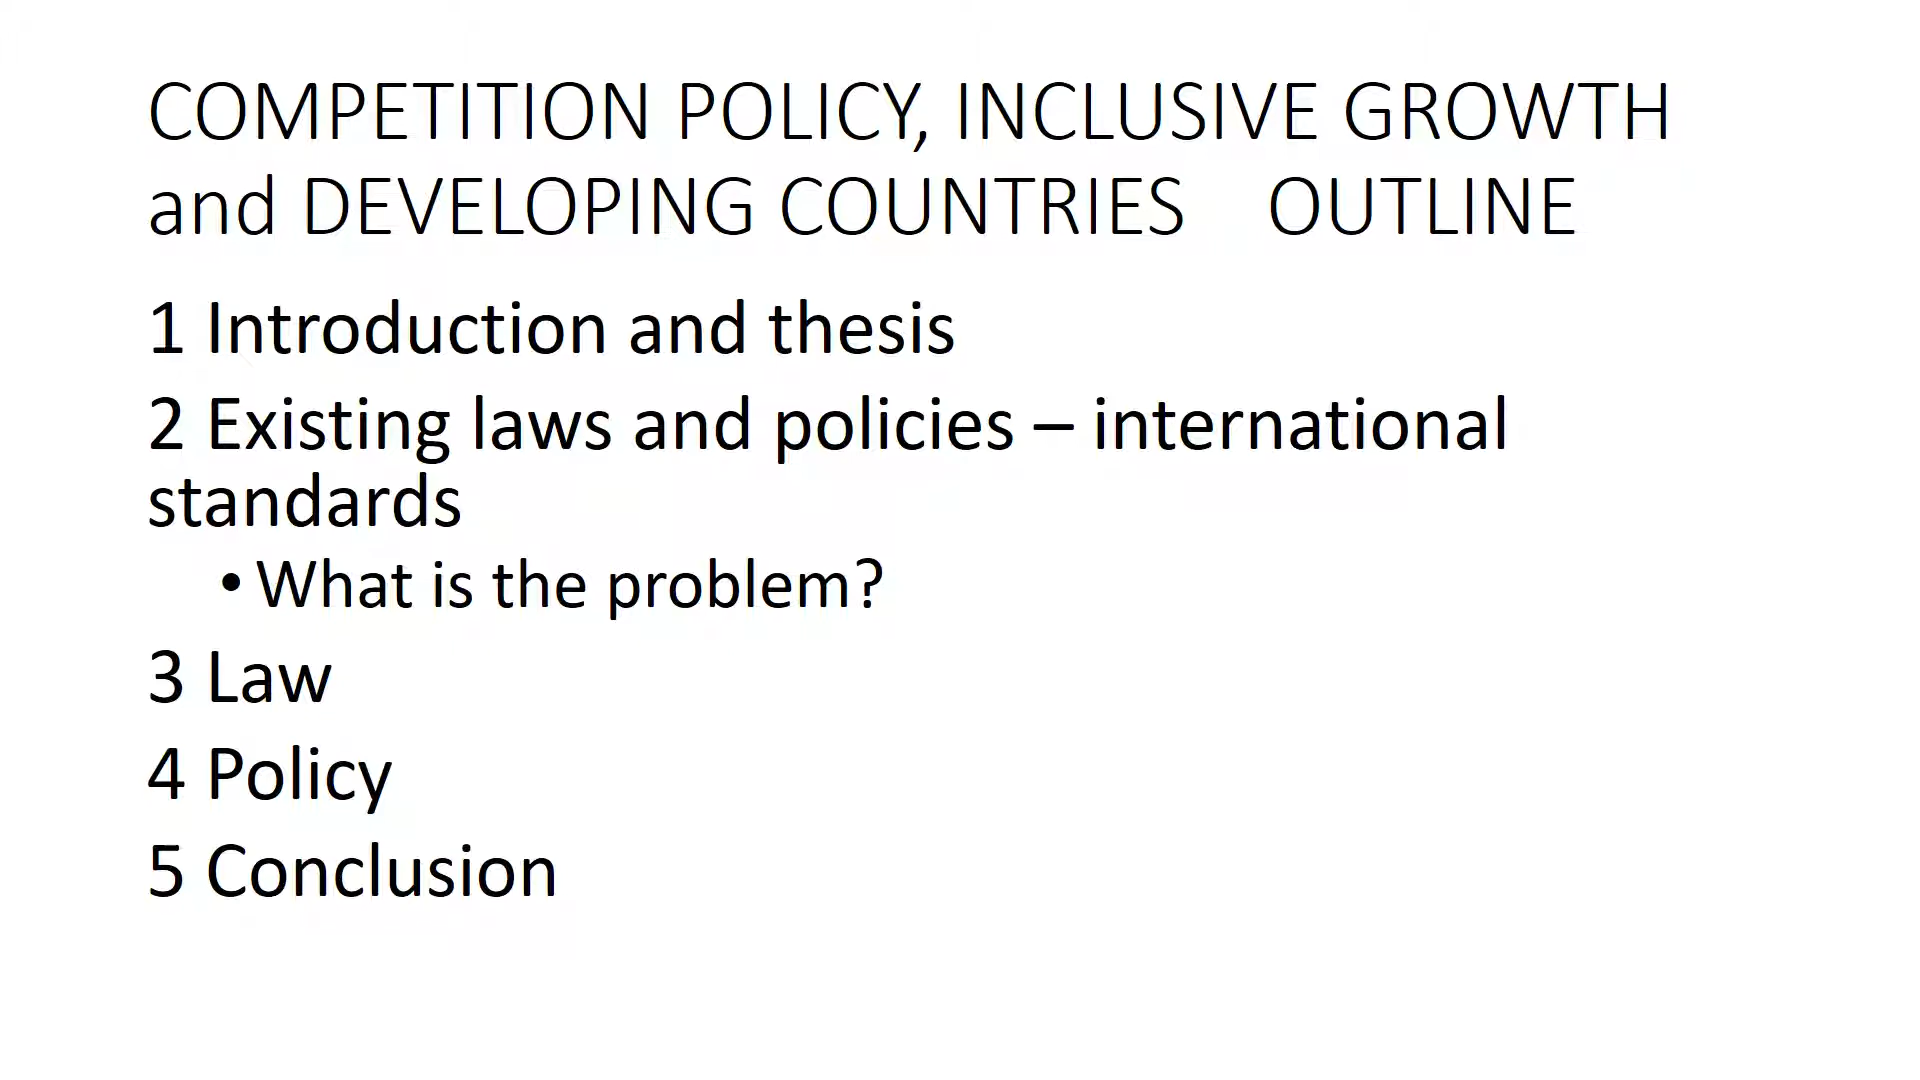 COMPETITION POLICY, INCLUSIVE GROWTH
and DEVELOPING COUNTRIES    OUTLINE
1 Introduction and thesis
2 Existing laws and policies – international
standards
• What is the problem?
3 Law
4 Policy
5 Conclusion